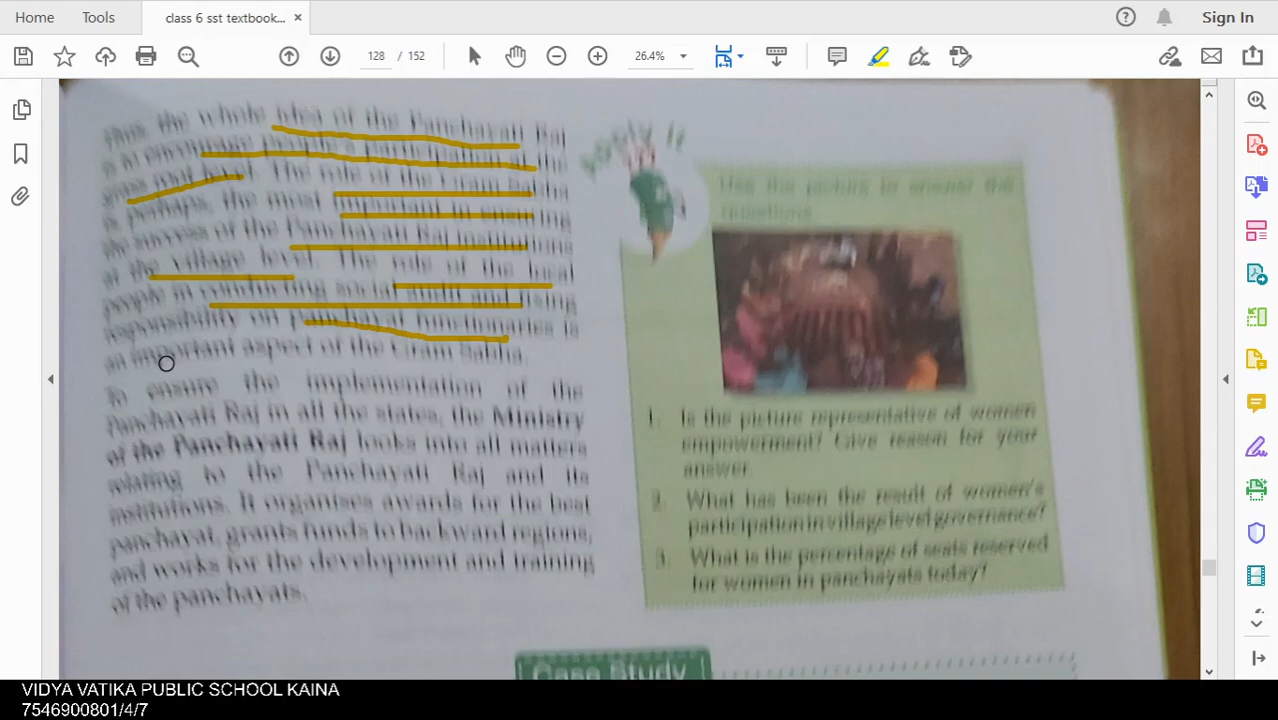 Home
Tools
class 6 sst textbook...
Sign In
128 / 152
26.4%
thus, the whole idea of the Panchayati Raj
is to encourage people's participation at the
grass root level. The role of the Gram Sabha
is perhaps, the most important in ensuring
the success of the Panchayati Raj Institutions
at the village level. The role of the local
people in conducting social audit and fixing
responsibility on panchayat functionaries is
an important aspect of the Gram Sabha.
To ensure the implementation of the
Panchayati Raj in all the states, the Ministry
of the Panchayati Raj looks into all matters
relating to the Panchayati Raj and its
institutions. It organises awards for the best
panchayat, grants funds to backward regions,
and works for the development and training
of the panchayats.
Use the picture to answer the
questions.
1. Is the picture representative of women
empowerment? Give reason for your
answer.
2. What has been the result of women's
participation in village level governance?
3. What is the percentage of seats reserved
for women in panchayats today?
Case Study
VIDYA VATIKA PUBLIC SCHOOL KAINA
7546900801/4/7